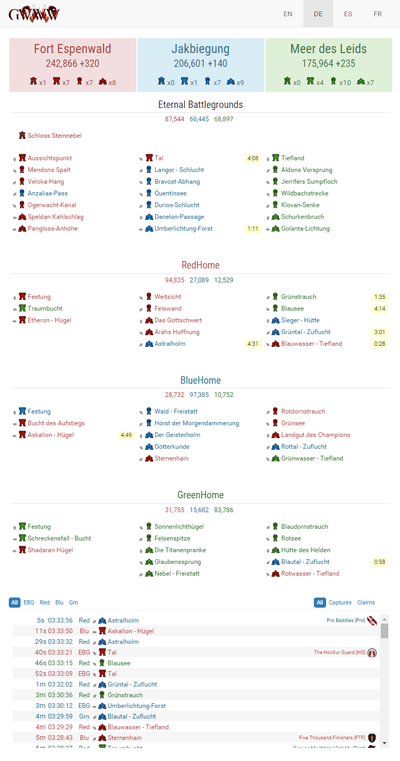 GW2W2W
EN DE ES FR
Fort Espenwald Jakbiegung Meer des Leids
242,866 +320 206,601 +140 175,964 +235
x1 x7 x7 x8 x0 x1 x7 x9 x0 x4 x10 x7
Eternal Battlegrounds
87,544 66,445 68,897
Schloss Steinnebel
Aussichtspunkt Tal 4:08 Tiefland
Mendons Spalt Langor - Schlucht Aldons Vorsprung
Veloka-Hang Bravost-Abhang Jerrifers Sumpfloch
Anzalias-Pass Quentinsee Wildbachstrecke
Ogerwacht-Kanal Durios-Schlucht Klovan-Senke
Speldan Kahlschlag Danelon-Passage Schurkenbruch
Pangloss-Anhöhe Umberlichtung-Forst 1:11 Golanta-Lichtung
RedHome
94,835 27,089 12,529
Festung Weitsicht Grünstrauch 1:35
Traumbucht Felswand Blausee 4:14
Etheron - Hügel Das Gottschwert Sieger - Hütte
Arahs Hoffnung Grüntal - Zuflucht 3:01
Astralholm 4:31 Blauwasser - Tiefland 0:28
BlueHome
28,732 97,385 10,752
Festung Wald - Freistatt Rotdornstrauch
Bucht des Aufstiegs Horst der Morgendammerung Grünsee
Askalion - Hügel 4:49 Der Geisterholm Landgut des Champions
Götterkunde Rottal - Zuflucht
Sternenhain Grünwasser - Tiefland
GreenHome
31,755 15,682 83,786
Festung Sonnenlichthügel Blaudornstrauch
Schreckensfall - Bucht Felsenspitze Rotsee
Shadaran Hügel Die Titanenpranke Hütte des Helden
Glaubenssprung Blautal - Zuflucht 0:58
Nebel - Freistatt Rotwasser - Tiefland
All EBG Red Blu Grn All Captures Claims
5s 03:33:56 Red Astralholm Pro Baddies [Pro]
11s 03:33:50 Blu Askalion - Hügel
29s 03:33:32 Red Astralholm
40s 03:33:21 EBG Tal The Honour Guard [HG]
46s 03:33:15 Red Blausee
52s 03:33:09 EBG Tal
1m 03:32:02 Red Grüntal - Zuflucht
3m 03:30:36 Red Grünstrauch
3m 03:30:12 EBG Umberlichtung-Forst
4m 03:29:59 Grn Blautal - Zuflucht
4m 03:29:29 Red Blauwasser - Tiefland
5m 03:28:43 Blu Sternenhain Five Thousand Finishers [FTF]